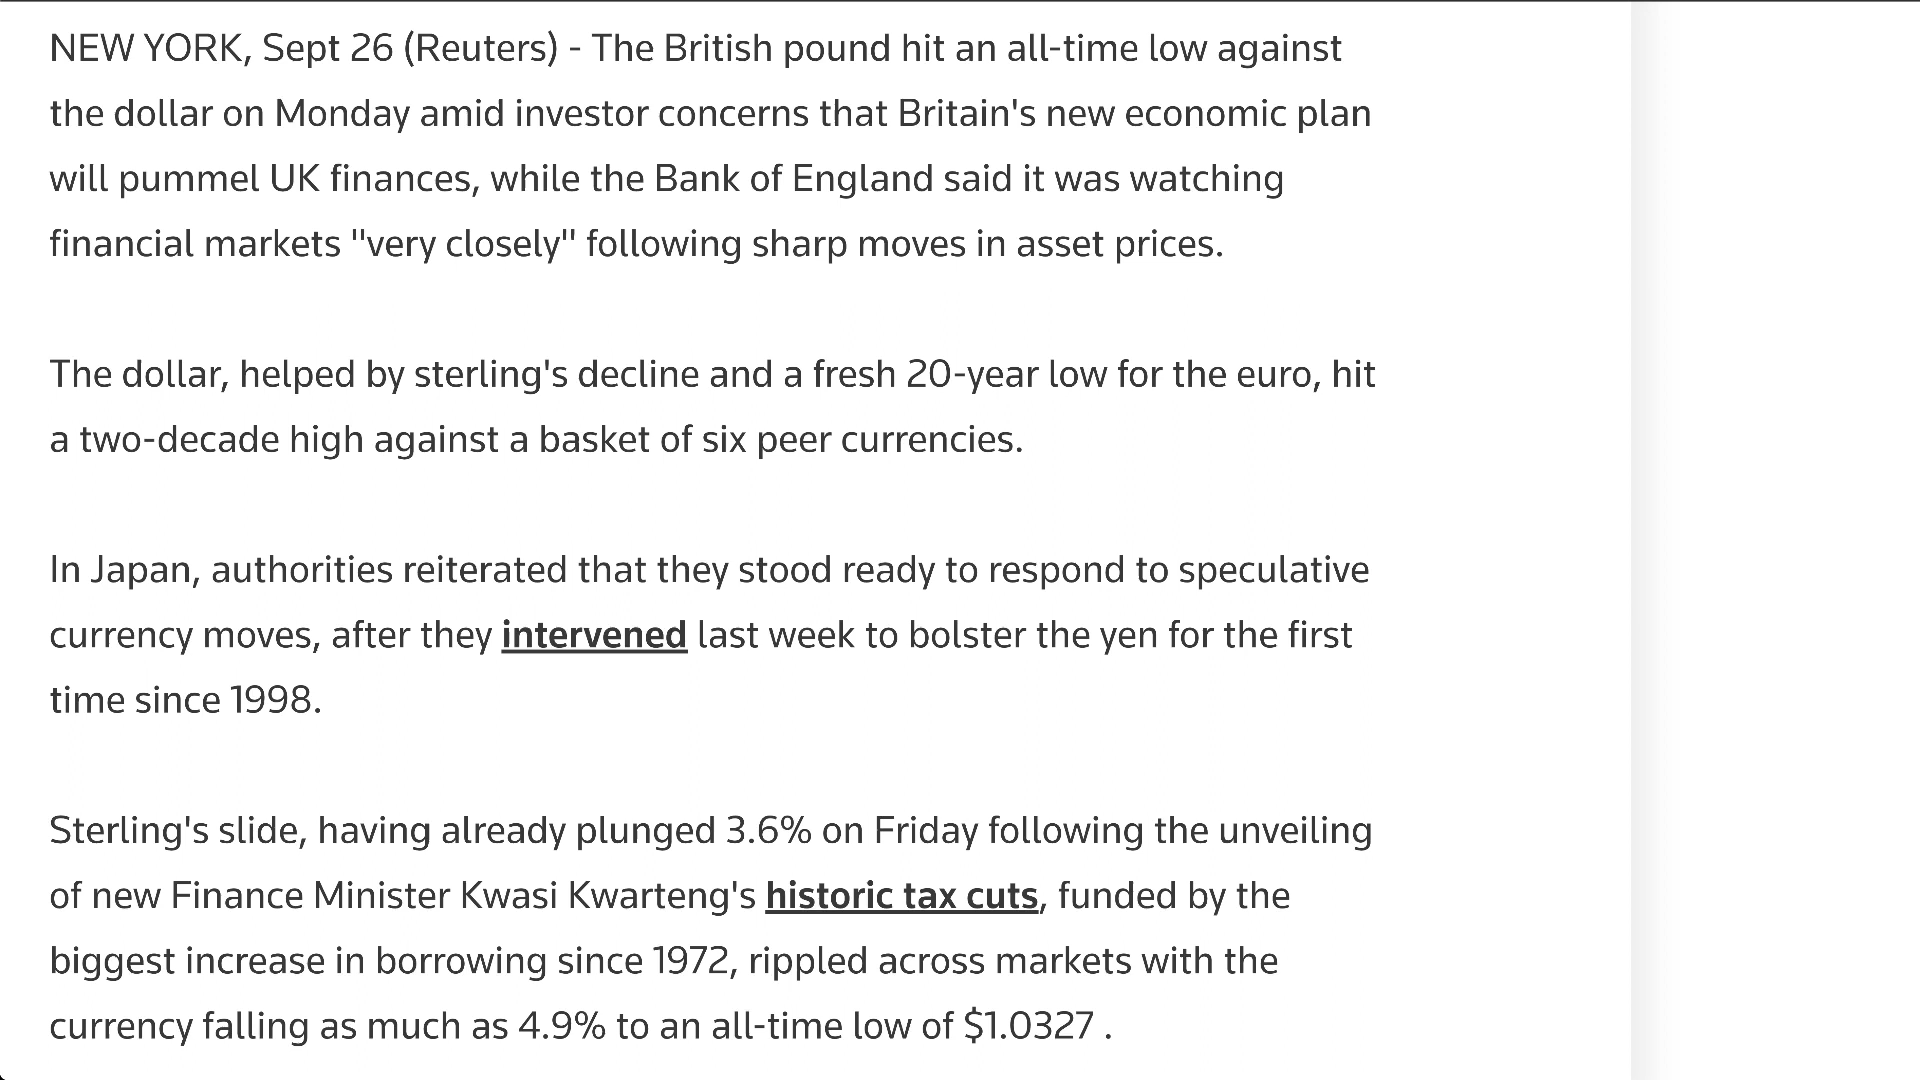 NEW YORK, Sept 26 (Reuters) - The British pound hit an all-time low against
the dollar on Monday amid investor concerns that Britain's new economic plan
will pummel UK finances, while the Bank of England said it was watching
financial markets "very closely" following sharp moves in asset prices.
The dollar, helped by sterling's decline and a fresh 20-year low for the euro, hit
a two-decade high against a basket of six peer currencies.
In Japan, authorities reiterated that they stood ready to respond to speculative
currency moves, after they intervened last week to bolster the yen for the first
time since 1998.
Sterling's slide, having already plunged 3.6% on Friday following the unveiling
of new Finance Minister Kwasi Kwarteng's historic tax cuts, funded by the
biggest increase in borrowing since 1972, rippled across markets with the
currency falling as much as 4.9% to an all-time low of $1.0327 .